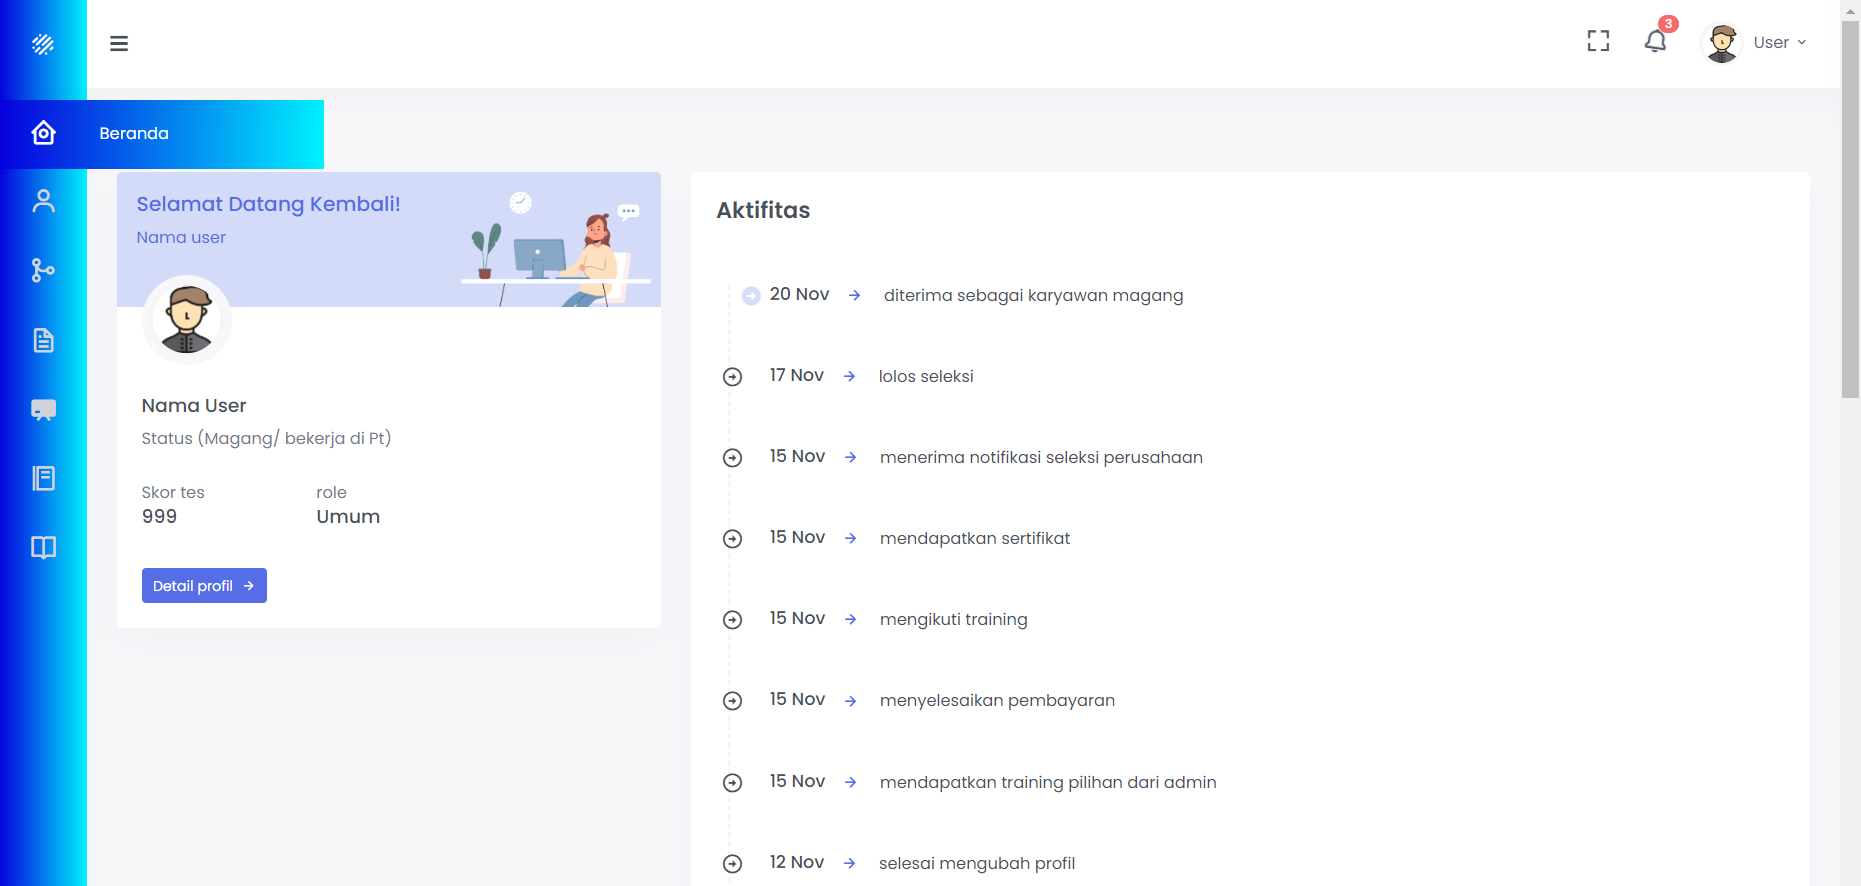 3
User
Beranda
Selamat Datang Kembali!
Nama user
Nama User
Status (Magang/ bekerja di Pt)
Skor tes
role
999
Umum
Detail profil
Aktifitas
20 Nov diterima sebagai karyawan magang
17 Nov lolos seleksi
15 Nov menerima notifikasi seleksi perusahaan
15 Nov mendapatkan sertifikat
15 Nov mengikuti training
15 Nov menyelesaikan pembayaran
15 Nov mendapatkan training pilihan dari admin
12 Nov selesai mengubah profil